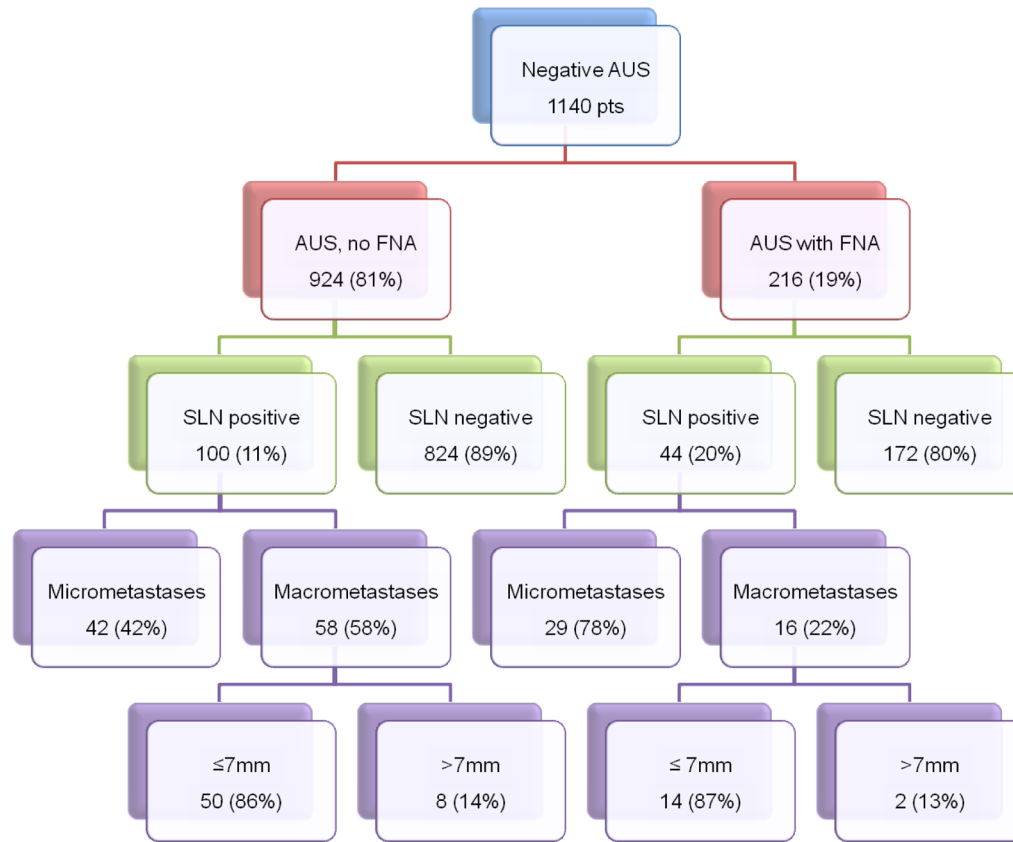 Negative AUS
1140 pts
AUS, no FNA
924 (81%)
AUS with FNA
216 (19%)
SLN positive
100 (11%)
SLN negative
824 (89%)
SLN positive
44 (20%)
SLN negative
172 (80%)
Micrometastases
42 (42%)
Macrometastases
58 (58%)
Micrometastases
29 (78%)
Macrometastases
16 (22%)
≤7mm
50 (86%)
>7mm
8 (14%)
≤ 7mm
14 (87%)
>7mm
2 (13%)